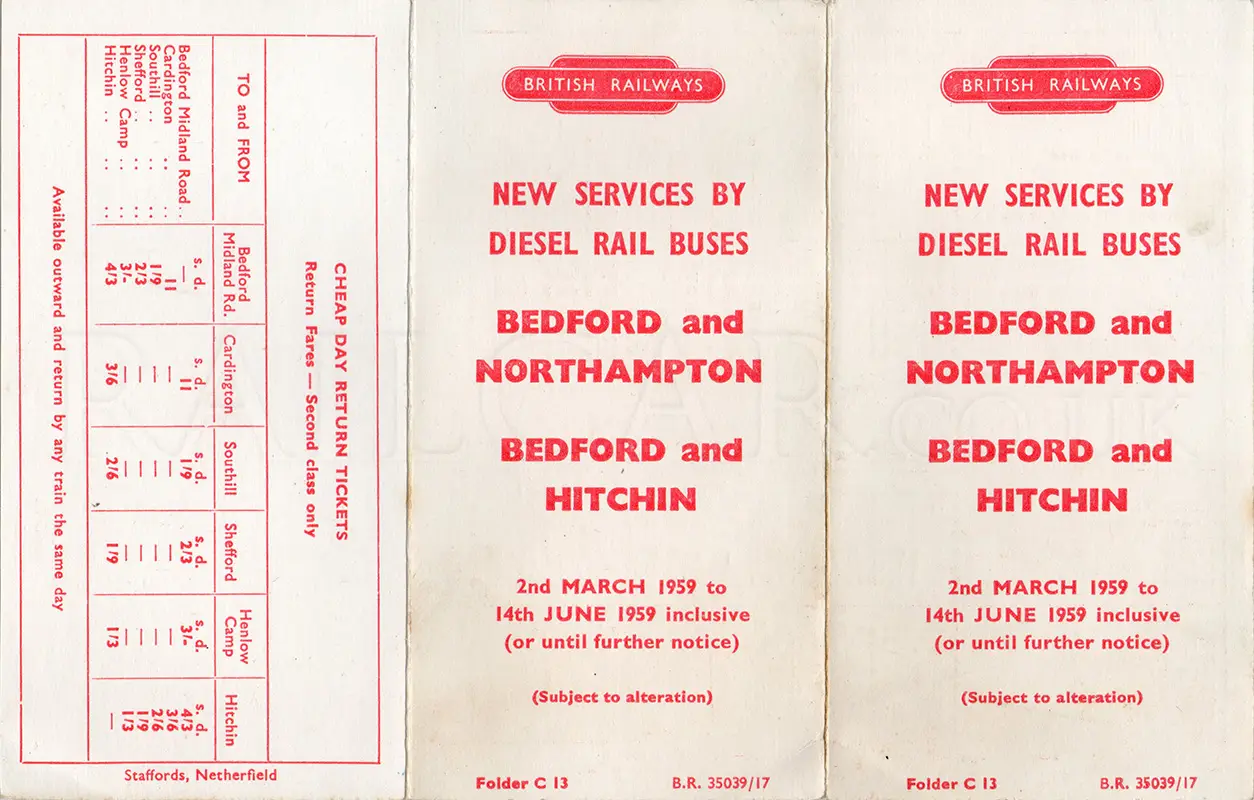 CHEAP DAY RETURN TICKETS
Return Fares — Second class only
TO and FROM Bedford Midland Rd. Cardington Southill Shefford Henlow Camp Hitchin
s. d. s. d. s. d. s. d. s. d. s. d.
Bedford Midland Road .. — 11 1/9 2/3 3/- 4/3
Cardington .. .. 11 — — — — 3/6
Southill .. .. .. 1/9 — — — — 2/6
Shefford .. .. .. 2/3 — — — — 1/9
Henlow Camp .. .. 3/- — — — — 1/3
Hitchin .. .. .. 4/3 3/6 2/6 1/9 1/3 —
Available outward and return by any train the same day
Staffords, Netherfield
BRITISH RAILWAYS
NEW SERVICES BY
DIESEL RAIL BUSES
BEDFORD and
NORTHAMPTON
BEDFORD and
HITCHIN
2nd MARCH 1959 to
14th JUNE 1959 inclusive
(or until further notice)
(Subject to alteration)
Folder C 13 B.R. 35039/17
BRITISH RAILWAYS
NEW SERVICES BY
DIESEL RAIL BUSES
BEDFORD and
NORTHAMPTON
BEDFORD and
HITCHIN
2nd MARCH 1959 to
14th JUNE 1959 inclusive
(or until further notice)
(Subject to alteration)
Folder C 13 B.R. 35039/17
RAILCAR.co.uk